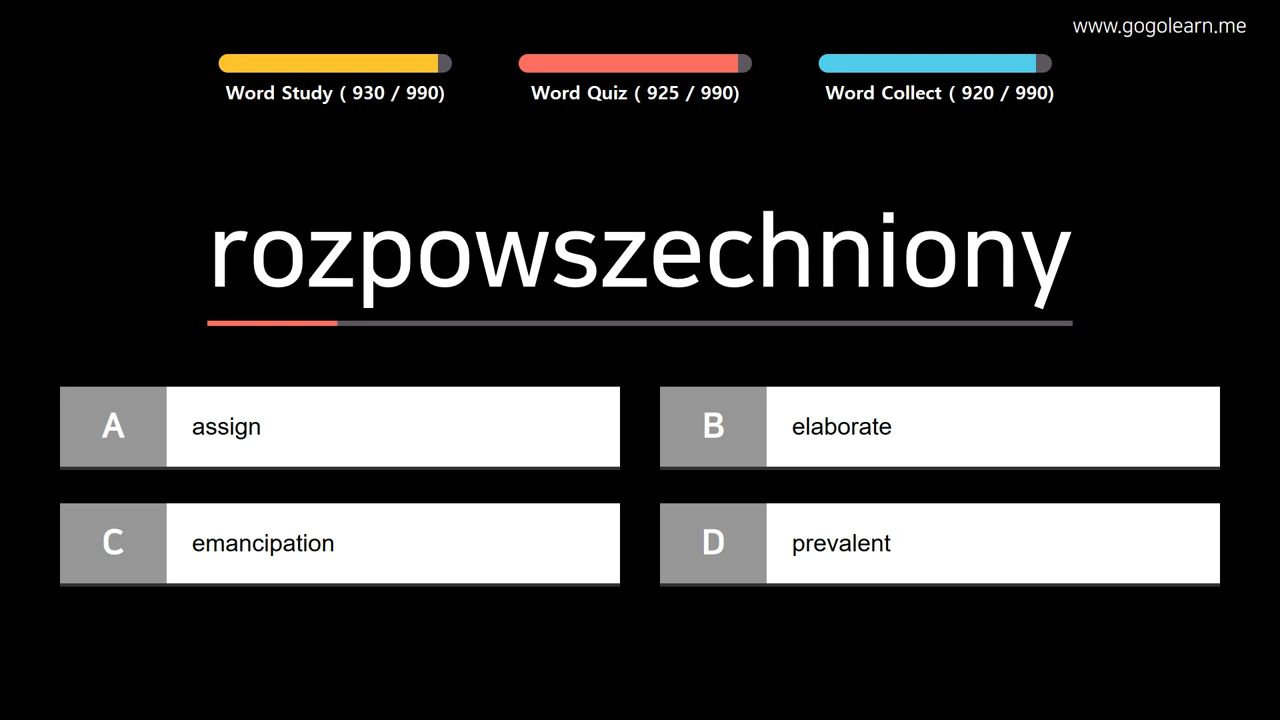 www.gogolearn.me
Word Study ( 930 / 990)
Word Quiz ( 925 / 990)
Word Collect ( 920 / 990)
rozpowszechniony
A assign
B elaborate
C emancipation
D prevalent